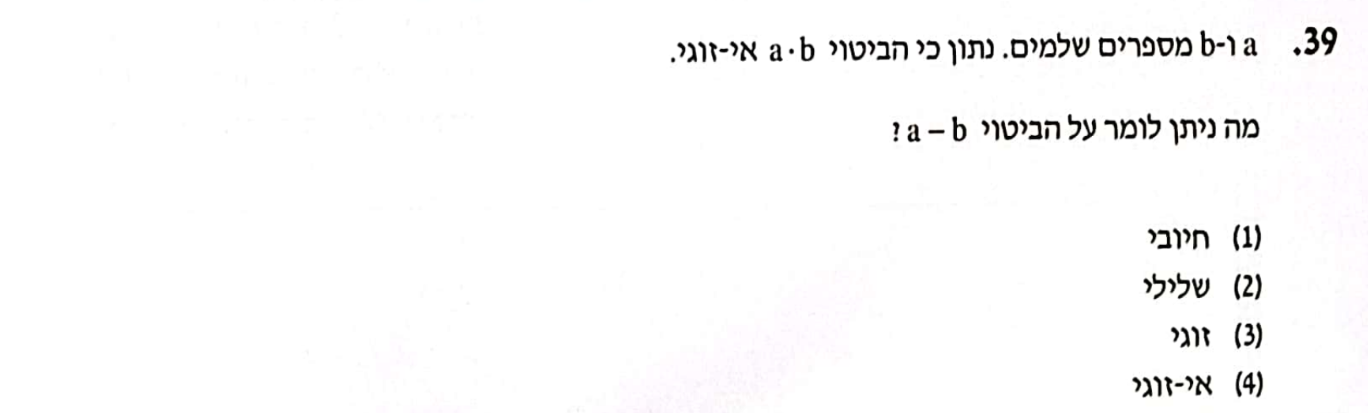 39. a ו-b מספרים שלמים. נתון כי הביטוי a · b אי-זוגי.
מה ניתן לומר על הביטוי a − b ?
(1) חיובי
(2) שלילי
(3) זוגי
(4) אי-זוגי